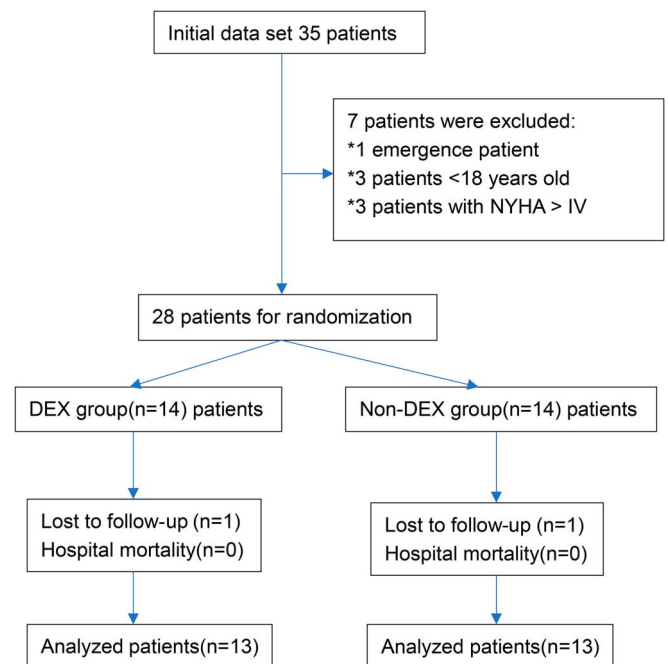 Initial data set 35 patients
7 patients were excluded:
*1 emergence patient
*3 patients <18 years old
*3 patients with NYHA > IV
28 patients for randomization
DEX group(n=14) patients
Non-DEX group(n=14) patients
Lost to follow-up (n=1)
Hospital mortality(n=0)
Lost to follow-up (n=1)
Hospital mortality(n=0)
Analyzed patients(n=13)
Analyzed patients(n=13)